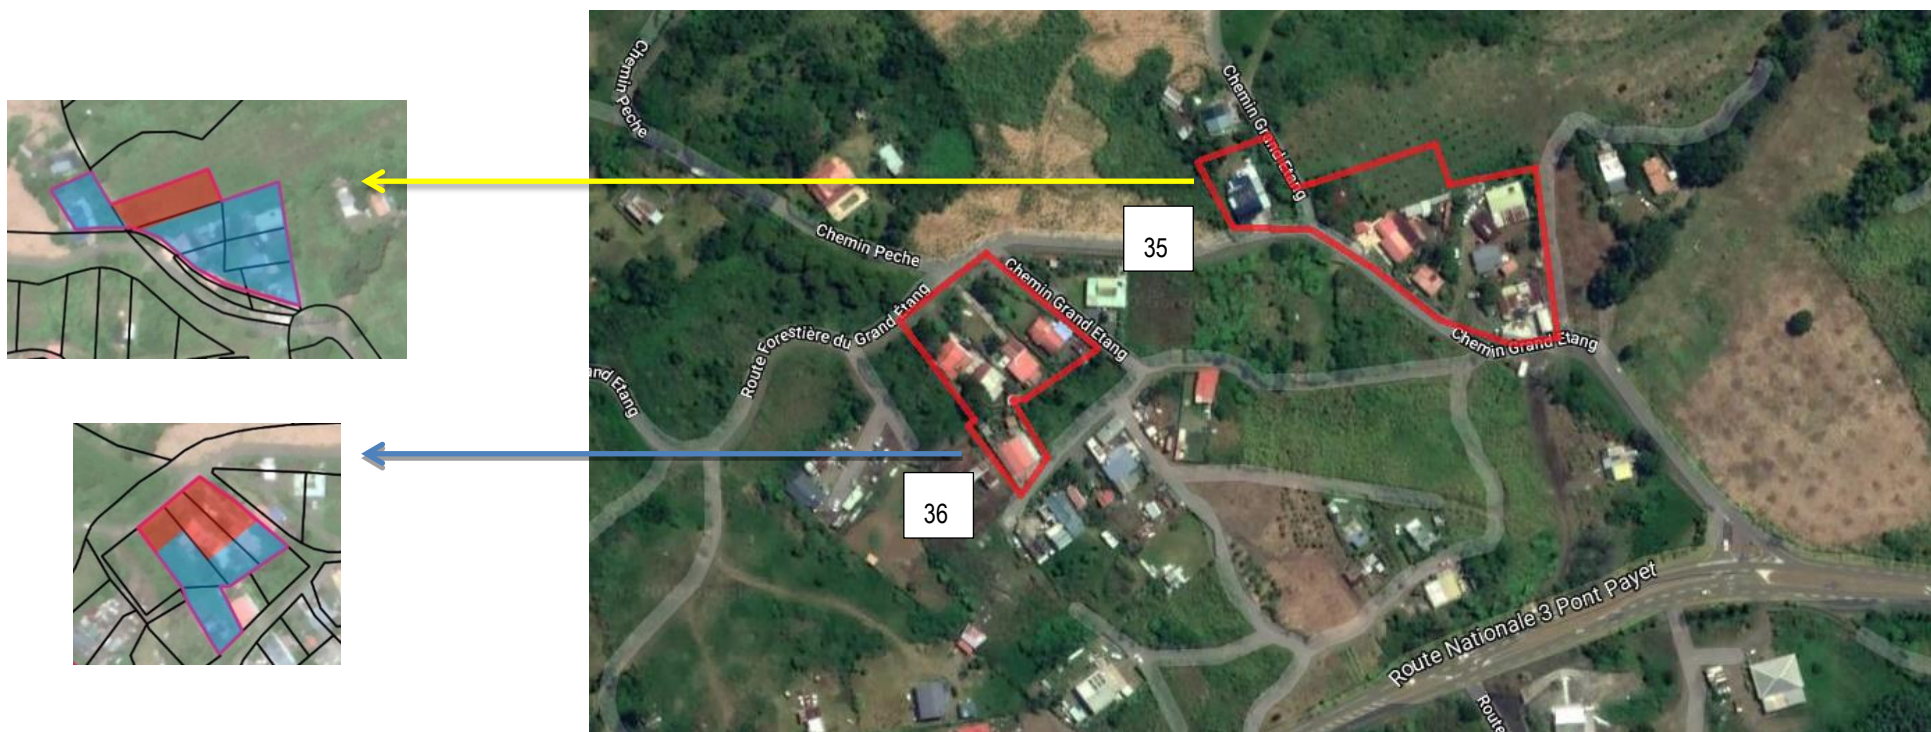 Chemin Peche
Chemin Grand Etang
35
Chemin Peche
Chemin Grand Etang
Route Forestière du Grand Etang
Chemin Grand Etang
and Etang
36
Route Nationale 3 Pont Payet
Route